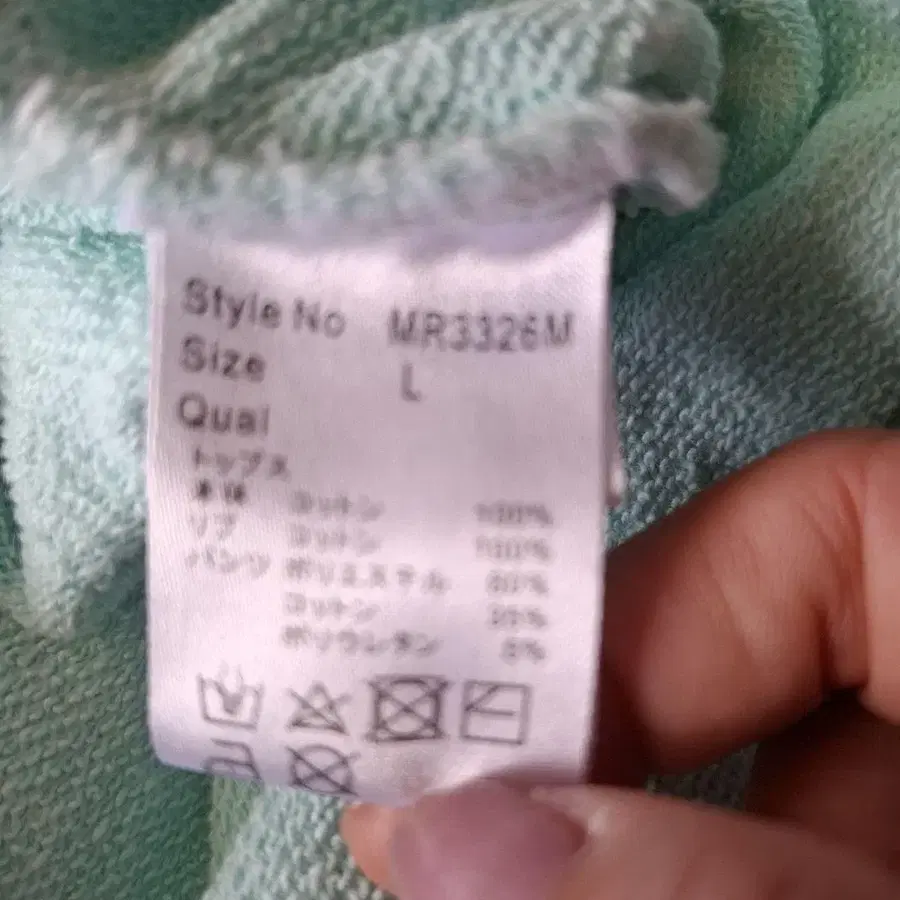 Style No MR3326M
Size L
Qual
トップス
本体 コットン 100%
リブ コットン 100%
パンツ ポリエステル 60%
コットン 35%
ポリウレタン 5%